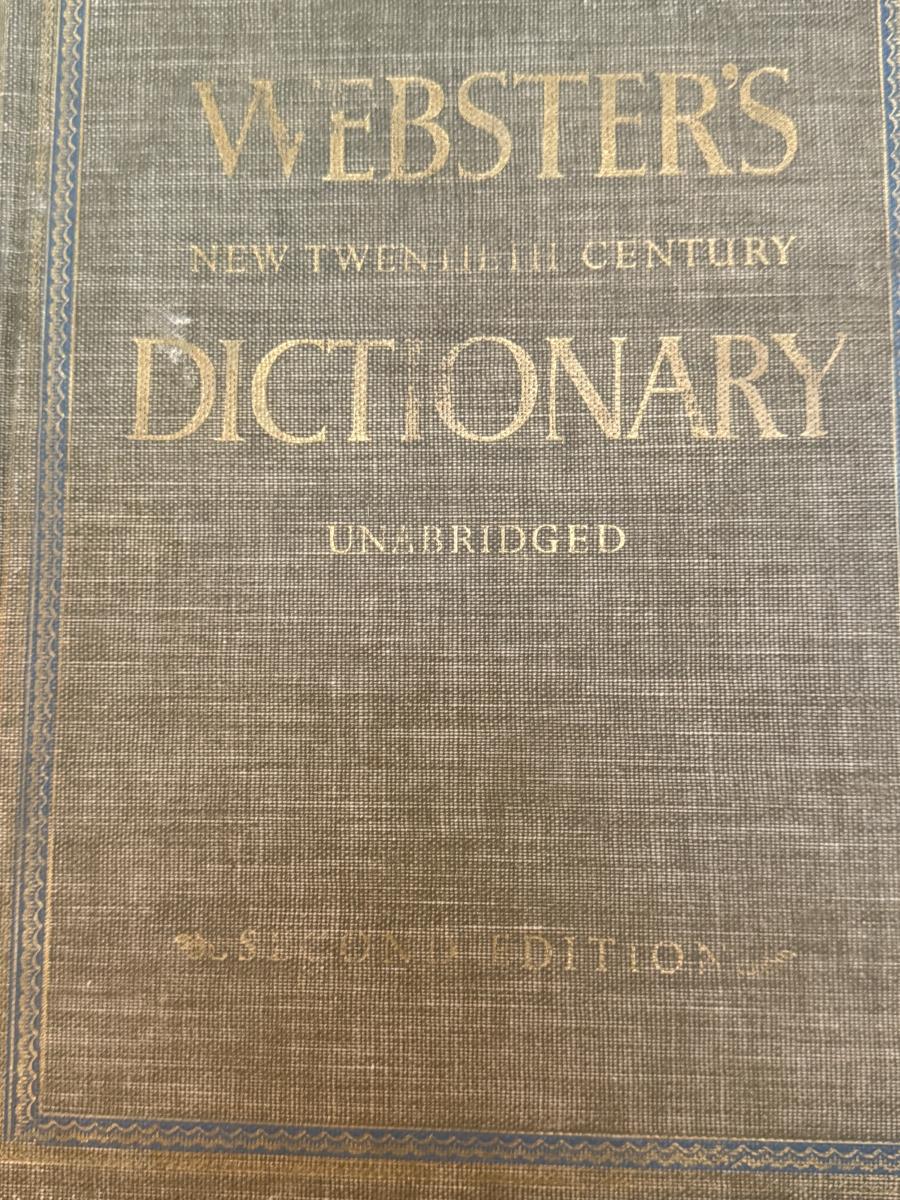 WEBSTER'S
NEW TWENTIETH CENTURY
DICTIONARY
UNABRIDGED
SECOND EDITION